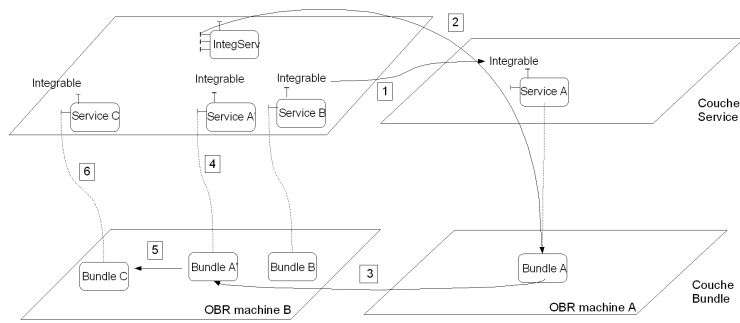 2
IntegServ
Integrable
Integrable
Integrable
Integrable
1
Service C
Service A'
Service B
Service A
Couche
Service
6
4
5
3
Bundle C
Bundle A'
Bundle B
Bundle A
Couche
Bundle
OBR machine B
OBR machine A